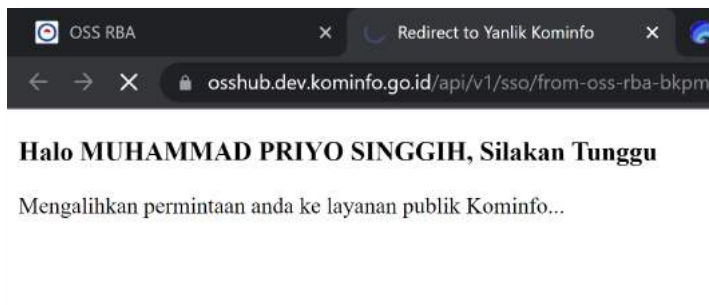 OSS RBA
Redirect to Yanlik Kominfo
osshub.dev.kominfo.go.id/api/v1/sso/from-oss-rba-bkpm
Halo MUHAMMAD PRIYO SINGGIH, Silakan Tunggu
Mengalihkan permintaan anda ke layanan publik Kominfo...